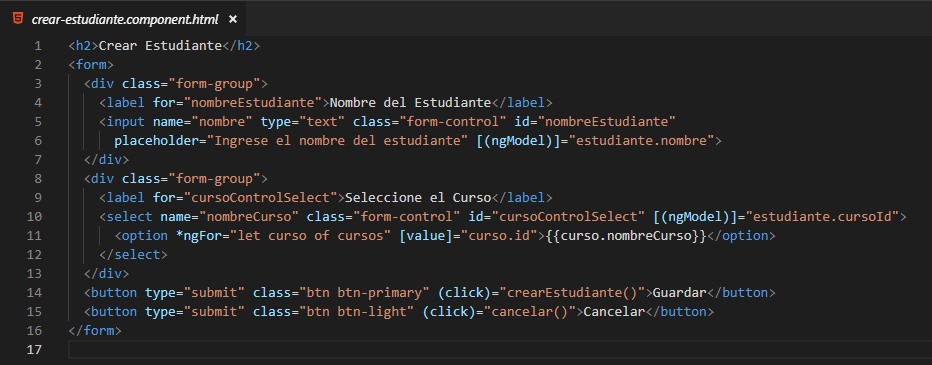 crear-estudiante.component.html ×
1 <h2>Crear Estudiante</h2>
2 <form>
3 <div class="form-group">
4 <label for="nombreEstudiante">Nombre del Estudiante</label>
5 <input name="nombre" type="text" class="form-control" id="nombreEstudiante"
6 placeholder="Ingrese el nombre del estudiante" [(ngModel)]="estudiante.nombre">
7 </div>
8 <div class="form-group">
9 <label for="cursoControlSelect">Seleccione el Curso</label>
10 <select name="nombreCurso" class="form-control" id="cursoControlSelect" [(ngModel)]="estudiante.cursoId">
11 <option *ngFor="let curso of cursos" [value]="curso.id">{{curso.nombreCurso}}</option>
12 </select>
13 </div>
14 <button type="submit" class="btn btn-primary" (click)="crearEstudiante()">Guardar</button>
15 <button type="submit" class="btn btn-light" (click)="cancelar()">Cancelar</button>
16 </form>
17